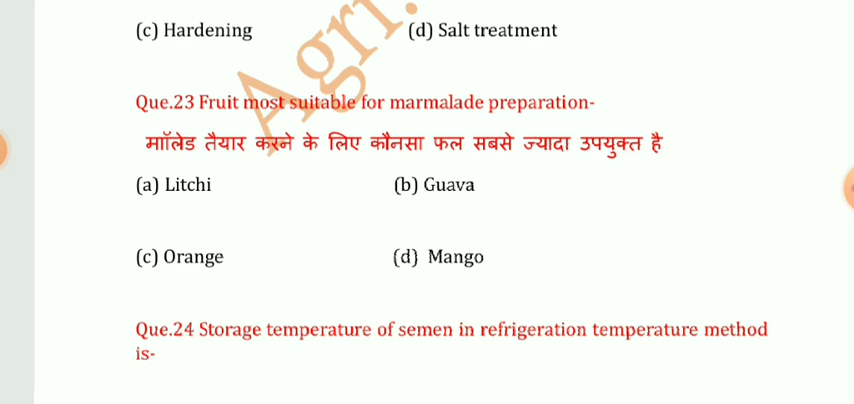 (c) Hardening (d) Salt treatment
Agri.
Que.23 Fruit most suitable for marmalade preparation-
मॉर्लेड तैयार करने के लिए कौनसा फल सबसे ज्यादा उपयुक्त है
(a) Litchi (b) Guava
(c) Orange (d) Mango
Que.24 Storage temperature of semen in refrigeration temperature method
is-